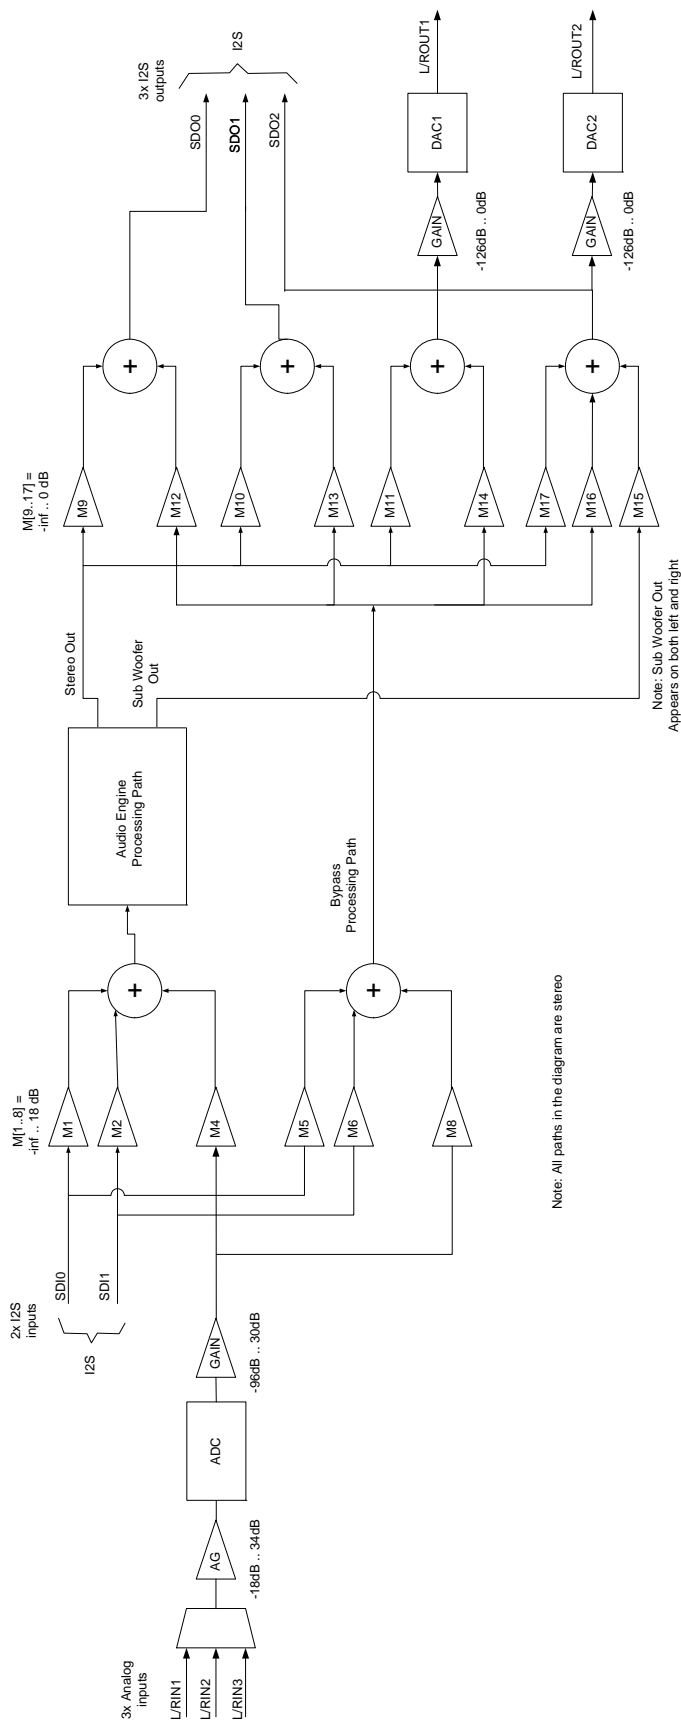 3x Analog
inputs
L/RIN1
L/RIN2
L/RIN3
AG
-18dB .. 34dB
ADC
GAIN
-96dB .. 30dB
2x I2S
inputs
I2S
SDI0
SDI1
M[1..8] =
-inf .. 18 dB
M1
M2
M4
M5
M6
M8
+
+
Audio Engine
Processing Path
Bypass
Processing Path
Stereo Out
Sub Woofer
Out
M[9..17] =
-inf .. 0 dB
M9
M12
M10
M13
M11
M14
M17
M16
M15
+
+
+
+
3x I2S
outputs
I2S
SDO0
SDO1
SDO2
GAIN
-126dB .. 0dB
DAC1
L/ROUT1
GAIN
-126dB .. 0dB
DAC2
L/ROUT2
Note: Sub Woofer Out
Appears on both left and right
Note: All paths in the diagram are stereo